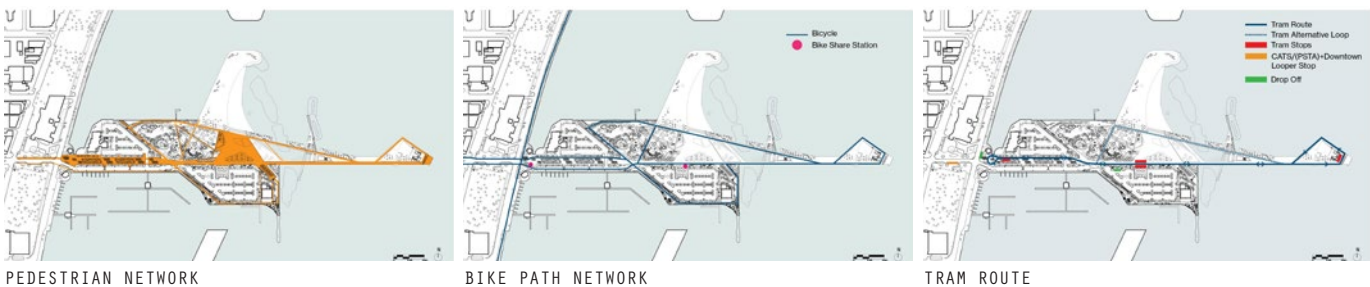 Bicycle
Bike Share Station
Tram Route
Tram Alternative Loop
Tram Stops
CATS/(PSTA)+Downtown
Looper Stop
Drop Off
N
N
N
PEDESTRIAN NETWORK
BIKE PATH NETWORK
TRAM ROUTE